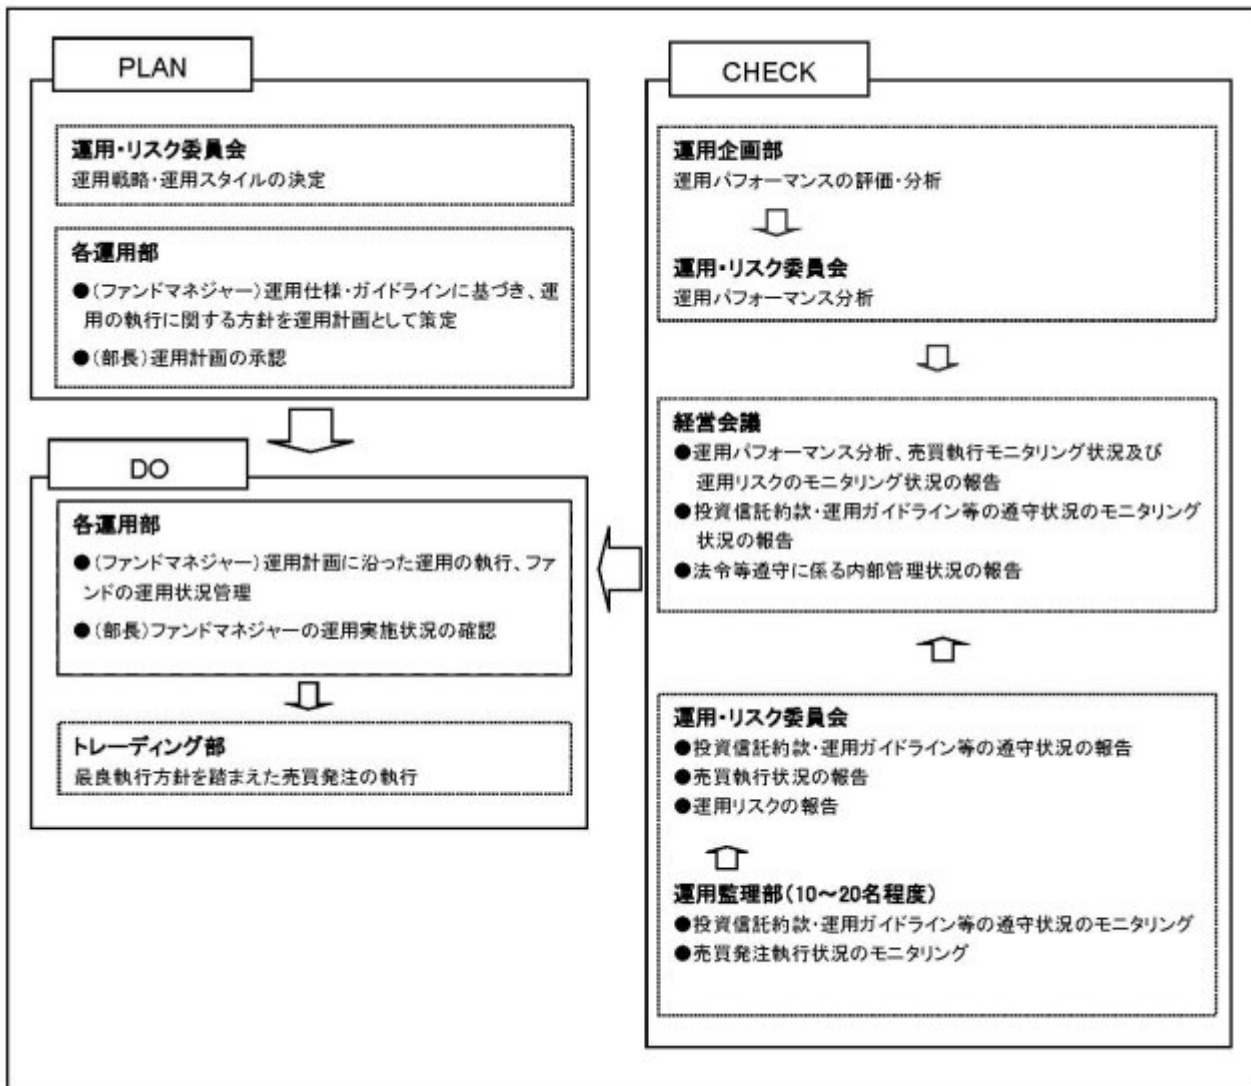 PLAN
運用・リスク委員会
運用戦略・運用スタイルの決定
各運用部
●(ファンドマネジャー)運用仕様・ガイドラインに基づき、運
用の執行に関する方針を運用計画として策定
●(部長)運用計画の承認
DO
各運用部
●(ファンドマネジャー)運用計画に沿った運用の執行、ファ
ンドの運用状況管理
●(部長)ファンドマネジャーの運用実施状況の確認
トレーディング部
最良執行方針を踏まえた売買発注の執行
CHECK
運用企画部
運用パフォーマンスの評価・分析
運用・リスク委員会
運用パフォーマンス分析
経営会議
●運用パフォーマンス分析、売買執行モニタリング状況及び
運用リスクのモニタリング状況の報告
●投資信託約款・運用ガイドライン等の遵守状況のモニタリング
状況の報告
●法令等遵守に係る内部管理状況の報告
運用・リスク委員会
●投資信託約款・運用ガイドライン等の遵守状況の報告
●売買執行状況の報告
●運用リスクの報告
運用監理部(10～20名程度)
●投資信託約款・運用ガイドライン等の遵守状況のモニタリング
●売買発注執行状況のモニタリング